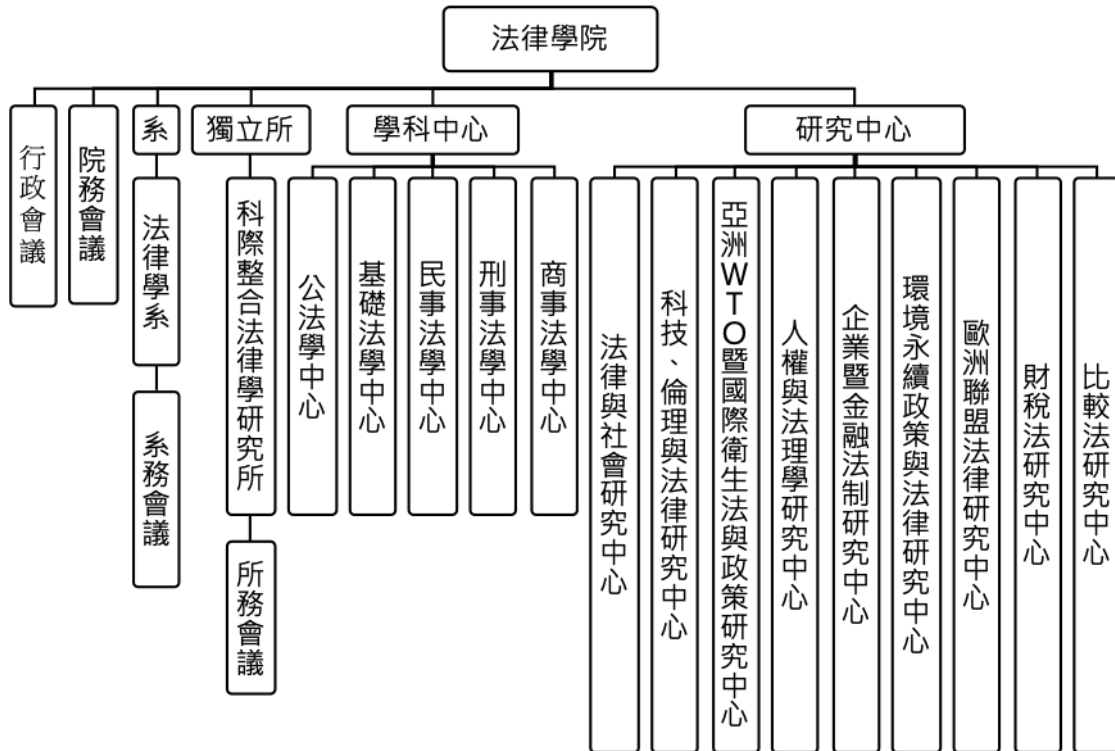 法律學院
行政會議
院務會議
系
獨立所
學科中心
研究中心
法律學系
系務會議
科際整合法律學研究所
所務會議
公法學中心
基礎法學中心
民事法學中心
刑事法學中心
商事法學中心
法律與社會研究中心
科技、倫理與法律研究中心
亞洲WTO暨國際衛生法與政策研究中心
人權與法理學研究中心
企業暨金融法制研究中心
環境永續政策與法律研究中心
歐洲聯盟法律研究中心
財稅法研究中心
比較法研究中心